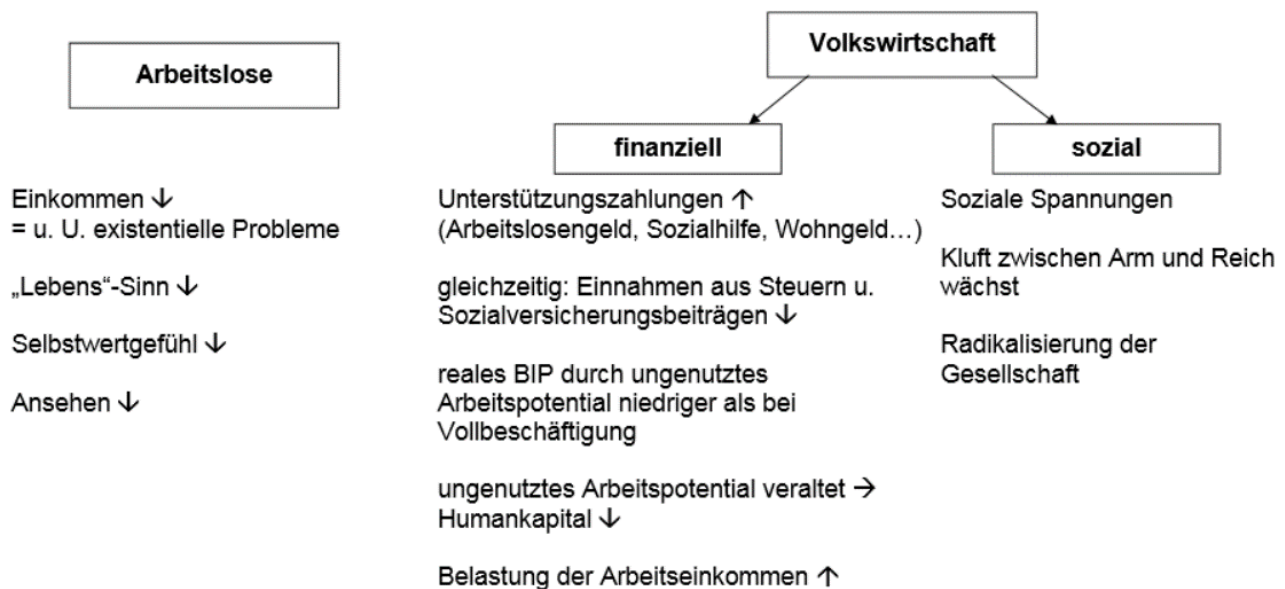 Arbeitslose
Einkommen ↓
= u. U. existentielle Probleme
„Lebens“-Sinn ↓
Selbstwertgefühl ↓
Ansehen ↓
Volkswirtschaft
finanziell
Unterstützungszahlungen ↑
(Arbeitslosengeld, Sozialhilfe, Wohngeld…)
gleichzeitig: Einnahmen aus Steuern u.
Sozialversicherungsbeiträgen ↓
reales BIP durch ungenutztes
Arbeitspotential niedriger als bei
Vollbeschäftigung
ungenutztes Arbeitspotential veraltet →
Humankapital ↓
Belastung der Arbeitseinkommen ↑
sozial
Soziale Spannungen
Kluft zwischen Arm und Reich
wächst
Radikalisierung der
Gesellschaft